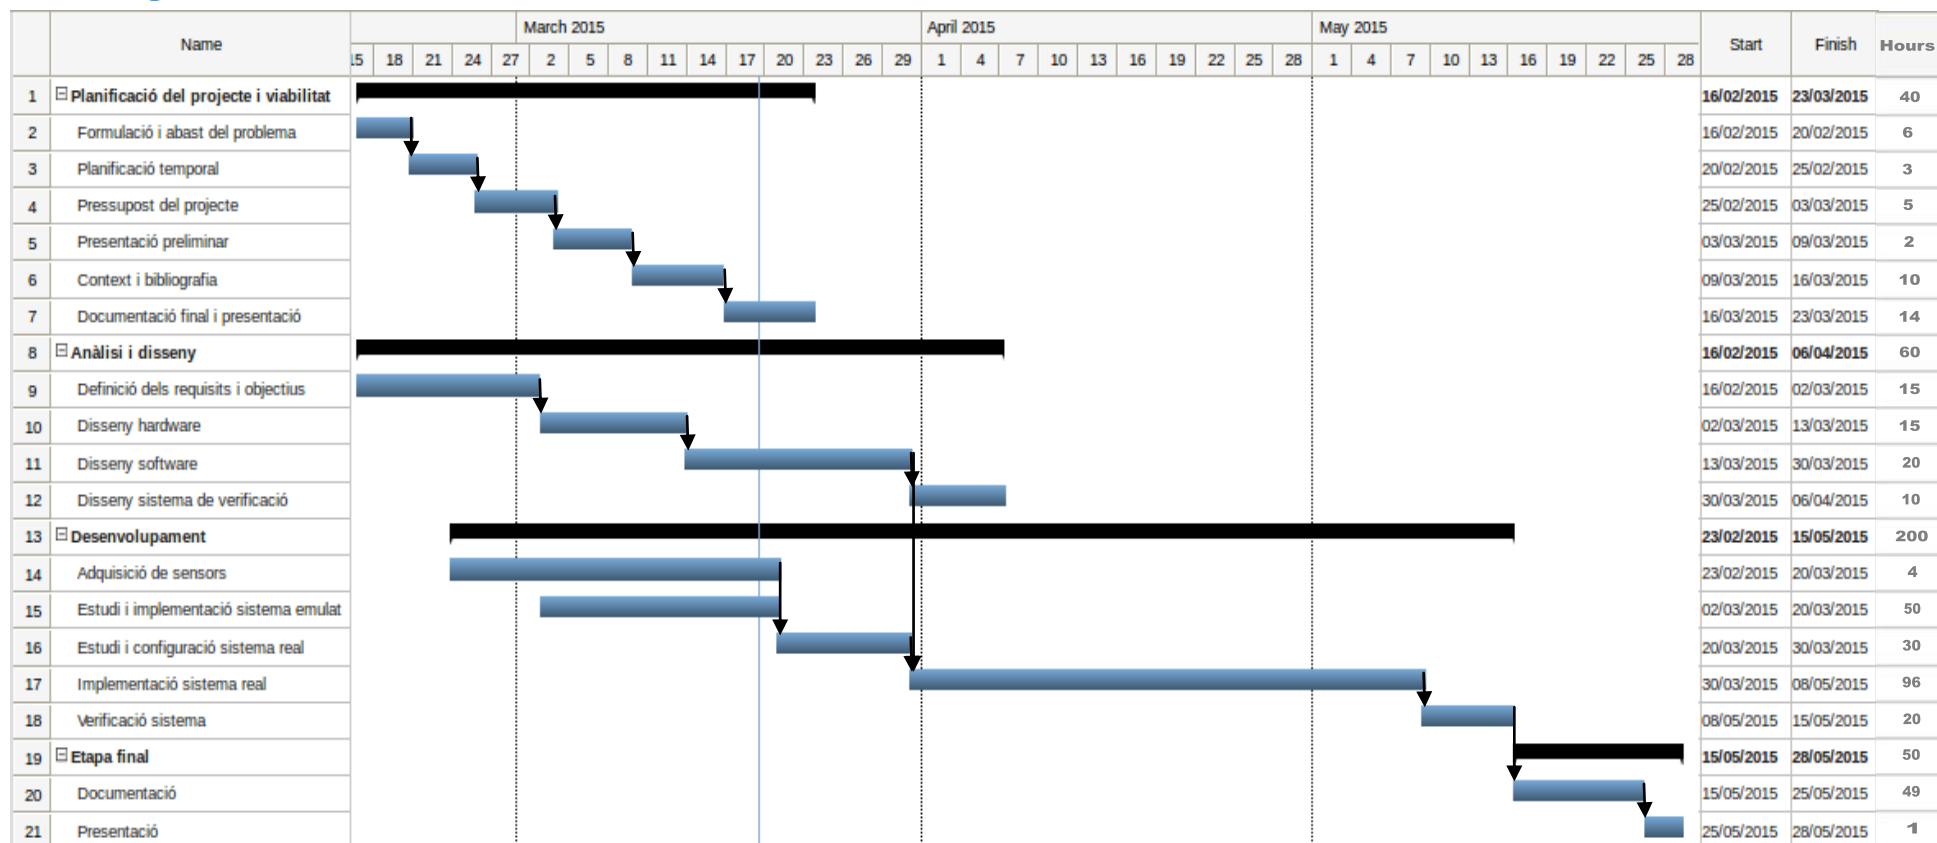 Name March 2015 April 2015 May 2015 Start Finish Hours
15 18 21 24 27 2 5 8 11 14 17 20 23 26 29 1 4 7 10 13 16 19 22 25 28 1 4 7 10 13 16 19 22 25 28
1 Planificació del projecte i viabilitat 16/02/2015 23/03/2015 40
2 Formulació i abast del problema 16/02/2015 20/02/2015 6
3 Planificació temporal 20/02/2015 25/02/2015 3
4 Pressupost del projecte 25/02/2015 03/03/2015 5
5 Presentació preliminar 03/03/2015 09/03/2015 2
6 Context i bibliografia 09/03/2015 16/03/2015 10
7 Documentació final i presentació 16/03/2015 23/03/2015 14
8 Anàlisi i disseny 16/02/2015 06/04/2015 60
9 Definició dels requisits i objectius 16/02/2015 02/03/2015 15
10 Disseny hardware 02/03/2015 13/03/2015 15
11 Disseny software 13/03/2015 30/03/2015 20
12 Disseny sistema de verificació 30/03/2015 06/04/2015 10
13 Desenvolupament 23/02/2015 15/05/2015 200
14 Adquisició de sensors 23/02/2015 20/03/2015 4
15 Estudi i implementació sistema emulat 02/03/2015 20/03/2015 50
16 Estudi i configuració sistema real 20/03/2015 30/03/2015 30
17 Implementació sistema real 30/03/2015 08/05/2015 96
18 Verificació sistema 08/05/2015 15/05/2015 20
19 Etapa final 15/05/2015 28/05/2015 50
20 Documentació 15/05/2015 25/05/2015 49
21 Presentació 25/05/2015 28/05/2015 1